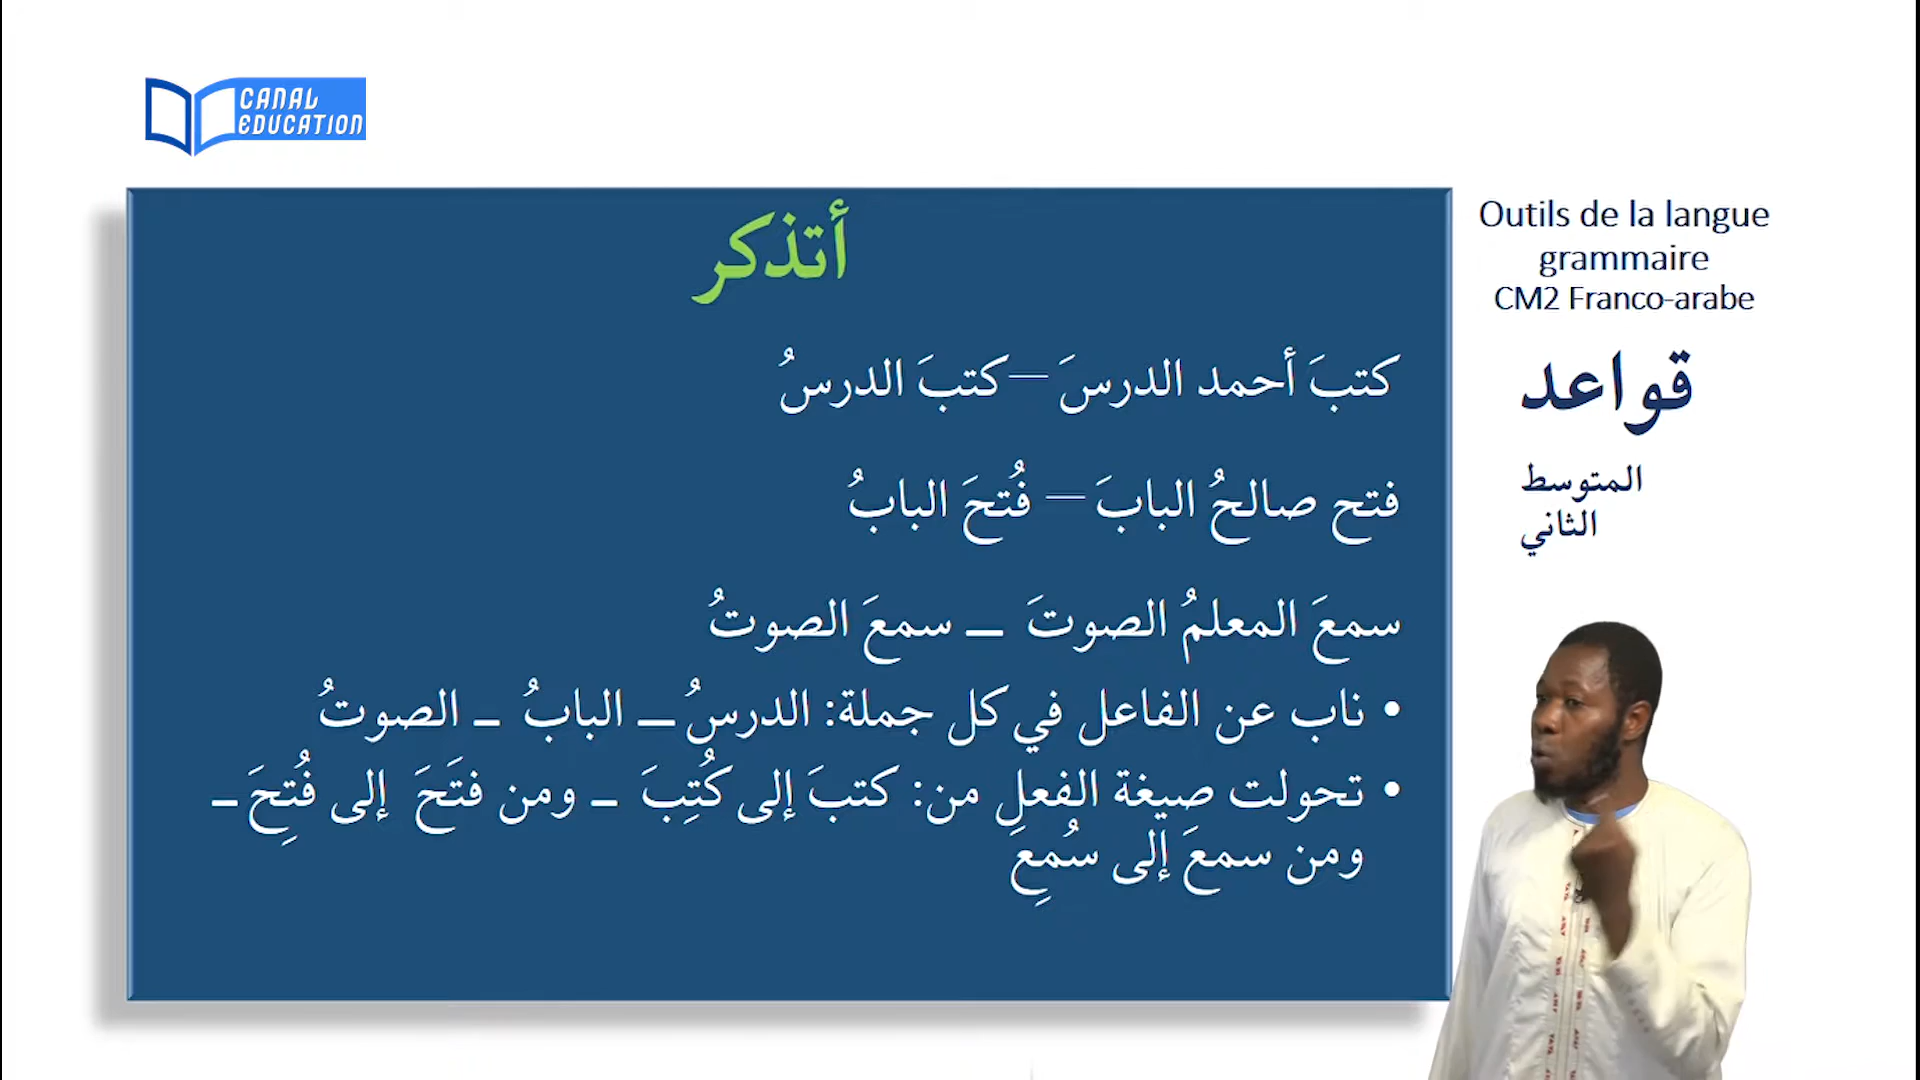 CANAL
EDUCATION
أتذكر
كتبَ أحمد الدرسَ – كتبَ الدرسُ
فتح صالحُ البابَ – فُتحَ البابُ
سمعَ المعلمُ الصوتَ ــ سمعَ الصوتُ
• ناب عن الفاعل في كل جملة: الدرسُ ــ البابُ ـ الصوتُ
• تحولت صيغة الفعلِ من: كتبَ إلى كُتِبَ ـ ومن فتَحَ إلى فُتِحَ ـ
ومن سمعَ إلى سُمِع
Outils de la langue
grammaire
CM2 Franco-arabe
قواعد
المتوسط
الثاني